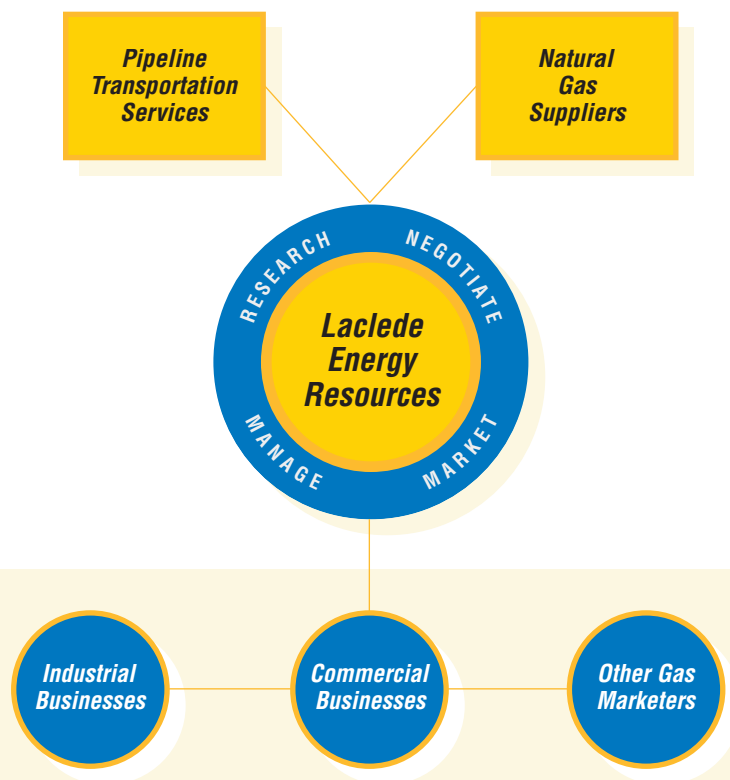 Pipeline
Transportation
Services
Natural
Gas
Suppliers
RESEARCH
NEGOTIATE
Laclede
Energy
Resources
MANAGE
MARKET
Industrial
Businesses
Commercial
Businesses
Other Gas
Marketers